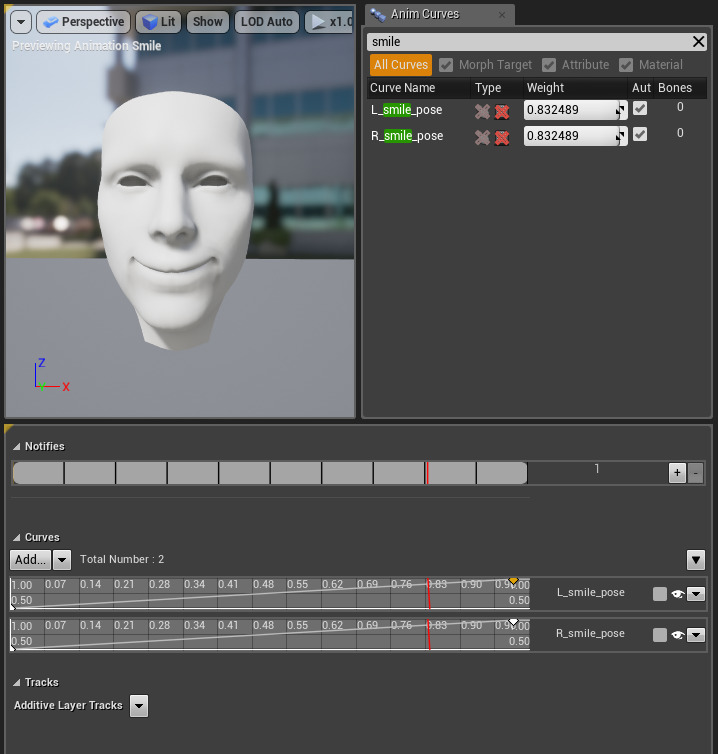 Perspective Lit Show LOD Auto x1.0
Previewing Animation Smile
Z
X
Anim Curves
smile
All Curves Morph Target Attribute Material
Curve Name Type Weight Aut Bones
L_smile_pose 0.832489 0
R_smile_pose 0.832489 0
Notifies
1 + -
Curves
Add... Total Number : 2
1.00 0.07 0.14 0.21 0.28 0.34 0.41 0.48 0.55 0.62 0.69 0.76 0.83 0.90 1.00
0.50 0.50
L_smile_pose
1.00 0.07 0.14 0.21 0.28 0.34 0.41 0.48 0.55 0.62 0.69 0.76 0.83 0.90 1.00
0.50 0.50
R_smile_pose
Tracks
Additive Layer Tracks